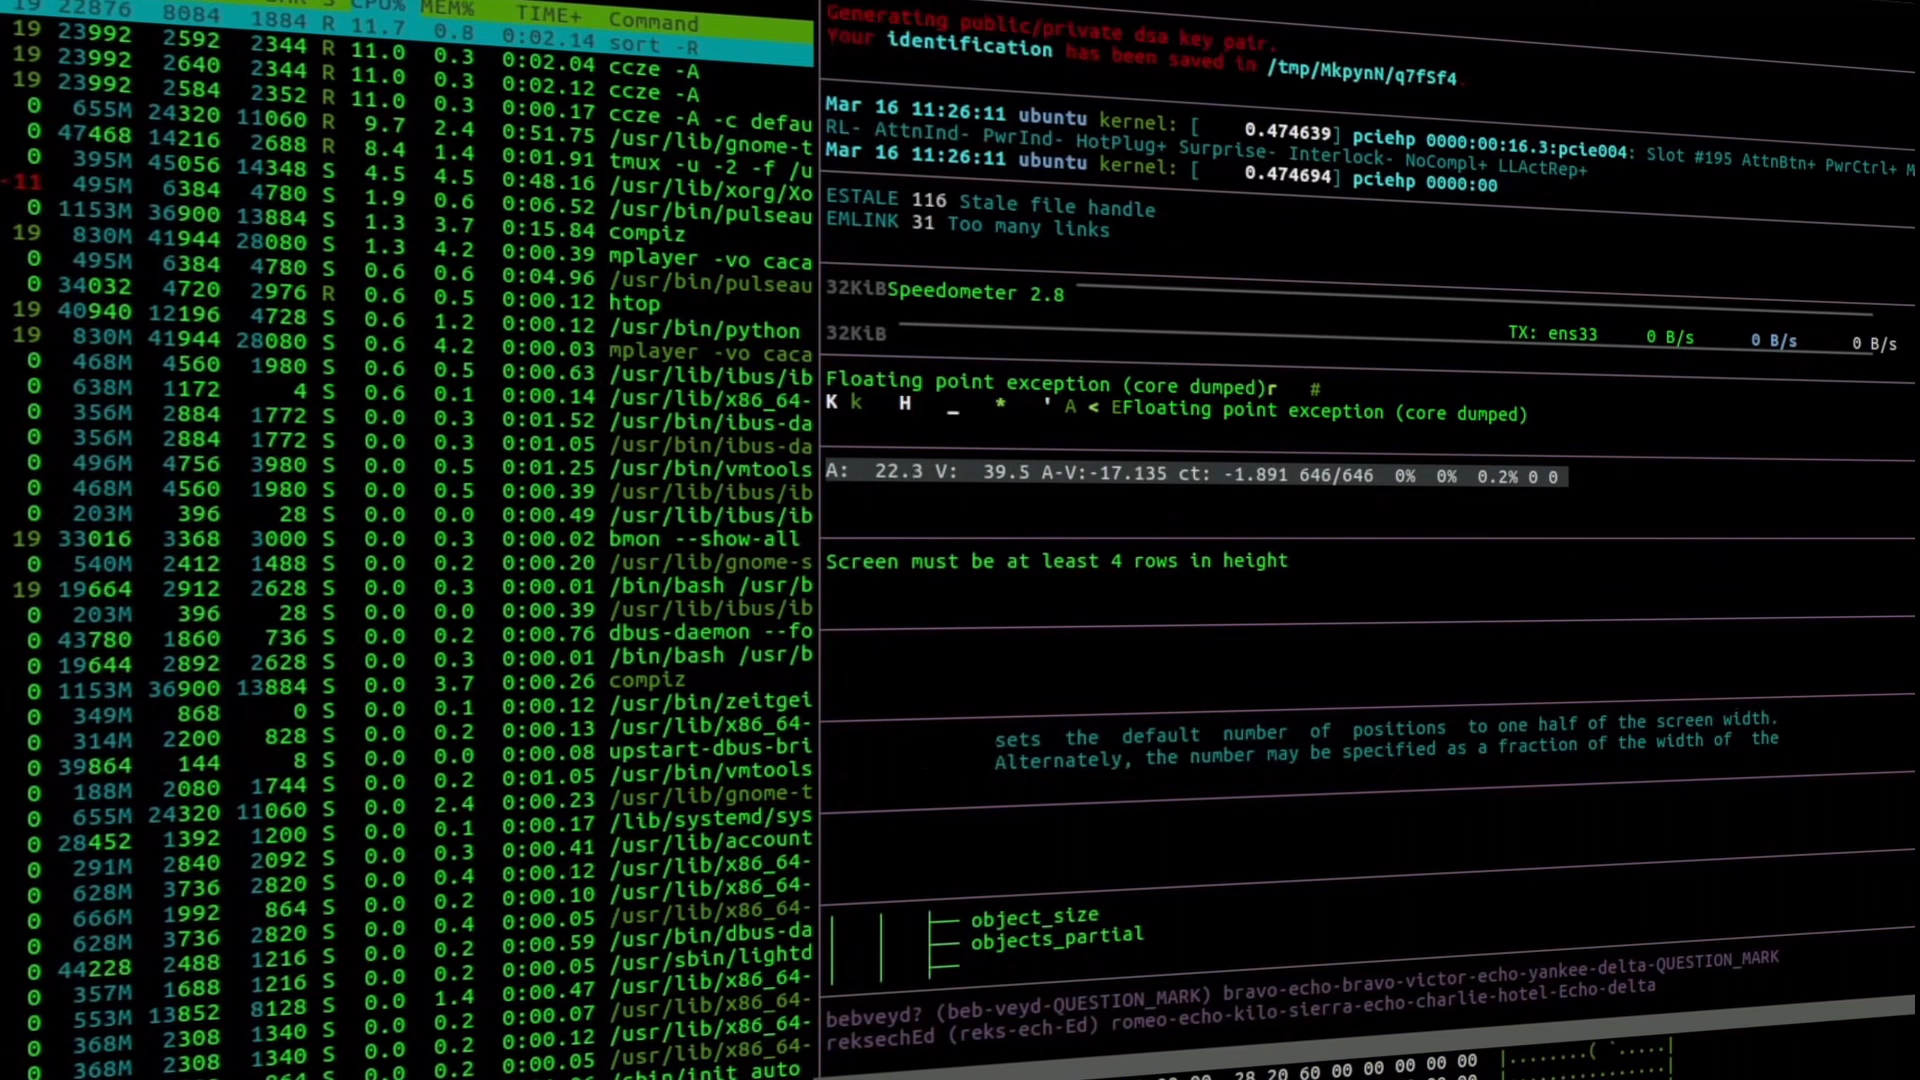 S CPU% MEM% TIME+ Command
19 22876 8084 1884 R 11.7 0.8 0:02.14 sort -R
19 23992 2592 2344 R 11.0 0.3 0:02.04 ccze -A
19 23992 2640 2344 R 11.0 0.3 0:02.12 ccze -A
19 23992 2584 2352 R 11.0 0.3 0:00.17 ccze -A -c defau
0 655M 24320 11060 R 9.7 2.4 0:51.75 /usr/lib/gnome-t
0 47468 14216 2688 R 8.4 1.4 0:01.91 tmux -u -2 -f /u
0 395M 45056 14348 S 4.5 4.5 0:48.16 /usr/lib/xorg/Xo
-11 495M 6384 4780 S 1.9 0.6 0:06.52 /usr/bin/pulseau
0 1153M 36900 13884 S 1.3 3.7 0:15.84 compiz
19 830M 41944 28080 S 1.3 4.2 0:00.39 mplayer -vo caca
0 495M 6384 4780 S 0.6 0.6 0:04.96 /usr/bin/pulseau
0 34032 4720 2976 R 0.6 0.5 0:00.12 htop
19 40940 12196 4728 S 0.6 1.2 0:00.12 /usr/bin/python
19 830M 41944 28080 S 0.6 4.2 0:00.03 mplayer -vo caca
0 468M 4560 1980 S 0.6 0.5 0:00.63 /usr/lib/ibus/ib
0 638M 1172 4 S 0.6 0.1 0:00.14 /usr/lib/x86_64-
0 356M 2884 1772 S 0.0 0.2 0:01.52 /usr/bin/ibus-da
0 356M 2884 1772 S 0.0 0.2 0:01.05 /usr/bin/ibus-da
0 496M 4756 3980 S 0.0 0.5 0:01.25 /usr/bin/vmtools
0 468M 4560 1980 S 0.0 0.5 0:00.39 /usr/lib/ibus/ib
0 203M 396 28 S 0.0 0.0 0:00.49 /usr/lib/ibus/ib
19 33016 3368 3000 S 0.0 0.3 0:00.02 bmon --show-all
0 540M 2412 1488 S 0.0 0.2 0:00.20 /usr/lib/gnome-s
19 19664 2912 2628 S 0.0 0.3 0:00.01 /bin/bash /usr/b
0 203M 396 28 S 0.0 0.0 0:00.39 /usr/lib/ibus/ib
0 43780 1860 736 S 0.0 0.2 0:00.76 dbus-daemon --fo
0 19644 2892 2628 S 0.0 0.3 0:00.01 /bin/bash /usr/b
0 1153M 36900 13884 S 0.0 3.7 0:00.26 compiz
0 349M 868 0 S 0.0 0.1 0:00.12 /usr/bin/zeitgei
0 314M 2200 828 S 0.0 0.2 0:00.13 /usr/lib/x86_64-
0 39864 144 8 S 0.0 0.0 0:00.08 upstart-dbus-bri
0 188M 2080 1744 S 0.0 0.2 0:01.05 /usr/bin/vmtools
0 655M 24320 11060 S 0.0 2.4 0:00.23 /usr/lib/gnome-t
0 28452 1392 1200 S 0.0 0.1 0:00.17 /lib/systemd/sys
0 291M 2840 2092 S 0.0 0.3 0:00.41 /usr/lib/account
0 628M 3736 2820 S 0.0 0.4 0:00.12 /usr/lib/x86_64-
0 666M 1992 864 S 0.0 0.2 0:00.10 /usr/lib/x86_64-
0 628M 3736 2820 S 0.0 0.4 0:00.05 /usr/lib/x86_64-
0 44228 2488 1216 S 0.0 0.2 0:00.59 /usr/bin/dbus-da
0 357M 1688 1216 S 0.0 0.2 0:00.05 /usr/sbin/lightd
0 553M 13852 8128 S 0.0 1.4 0:00.47 /usr/lib/x86_64-
0 368M 2308 1340 S 0.0 0.2 0:00.07 /usr/lib/x86_64-
0 368M 2308 1340 S 0.0 0.2 0:00.12 /usr/lib/x86_64-
0:00.05 /usr/lib/x86_64-
/sbin/init auto
Generating public/private dsa key pair.
Your identification has been saved in /tmp/MkpynN/q7fSf4.
Mar 16 11:26:11 ubuntu kernel: [ 0.474639] pciehp 0000:00:16.3:pcie004: Slot #195 AttnBtn+ PwrCtrl+ M
RL- AttnInd- PwrInd- HotPlug+ Surprise- Interlock- NoCompl+ LLActRep+
Mar 16 11:26:11 ubuntu kernel: [ 0.474694] pciehp 0000:00
ESTALE 116 Stale file handle
EMLINK 31 Too many links
32KiB Speedometer 2.8
32KiB TX: ens33 0 B/s 0 B/s 0 B/s
Floating point exception (core dumped)r #
K k H _ * ' A < EFloating point exception (core dumped)
A: 22.3 V: 39.5 A-V:-17.135 ct: -1.891 646/646 0% 0% 0.2% 0 0
Screen must be at least 4 rows in height
sets the default number of positions to one half of the screen width.
Alternately, the number may be specified as a fraction of the width of the
├── object_size
├── objects_partial
├──
bebveyd? (beb-veyd-QUESTION_MARK) bravo-echo-bravo-victor-echo-yankee-delta-QUESTION_MARK
reksechEd (reks-ech-Ed) romeo-echo-kilo-sierra-echo-charlie-hotel-Echo-delta
28 20 60 00 00 00 00 00 |........( `.....|